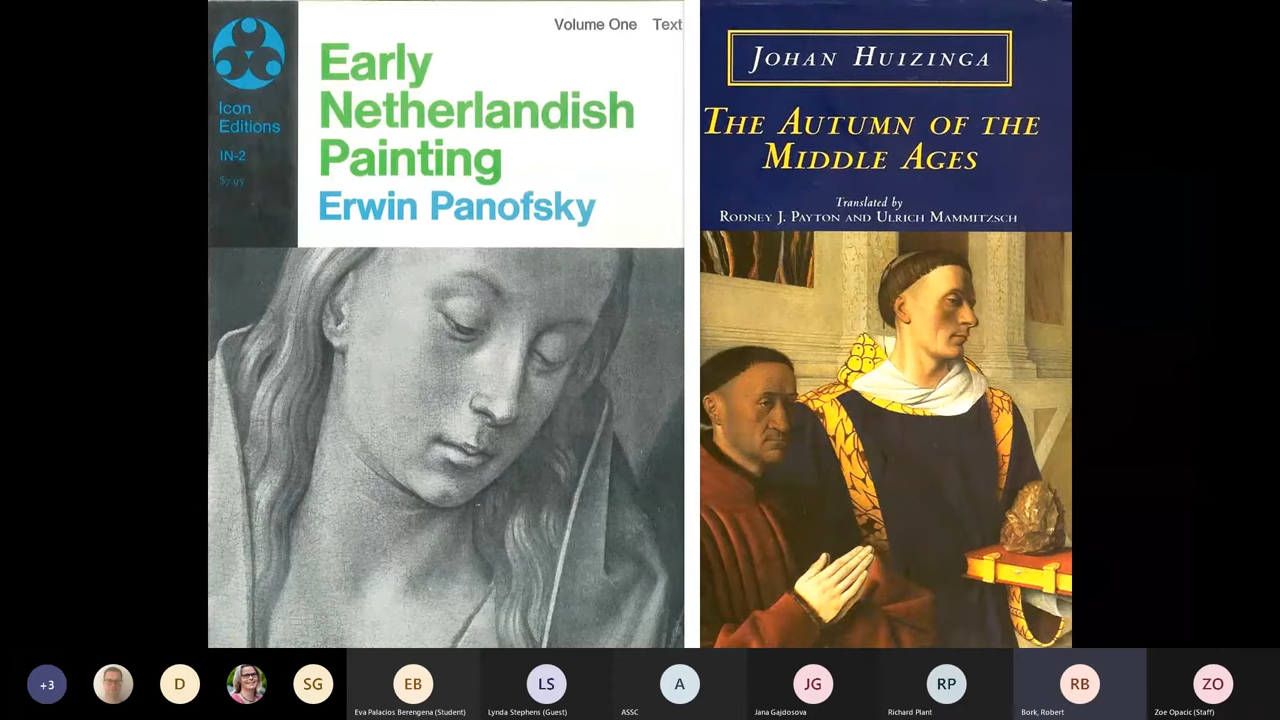 Volume One Text
Early
Netherlandish
Painting
Erwin Panofsky
Icon
Editions
IN-2
$7.95
JOHAN HUIZINGA
THE AUTUMN OF THE
MIDDLE AGES
Translated by
RODNEY J. PAYTON AND ULRICH MAMMITZSCH
+3
D
SG
EB
Eva Palacios Berengena (Student)
LS
Lynda Stephens (Guest)
A
ASSC
JG
Jana Gajdosova
RP
Richard Plant
RB
Bork, Robert
ZO
Zoe Opacic (Staff)